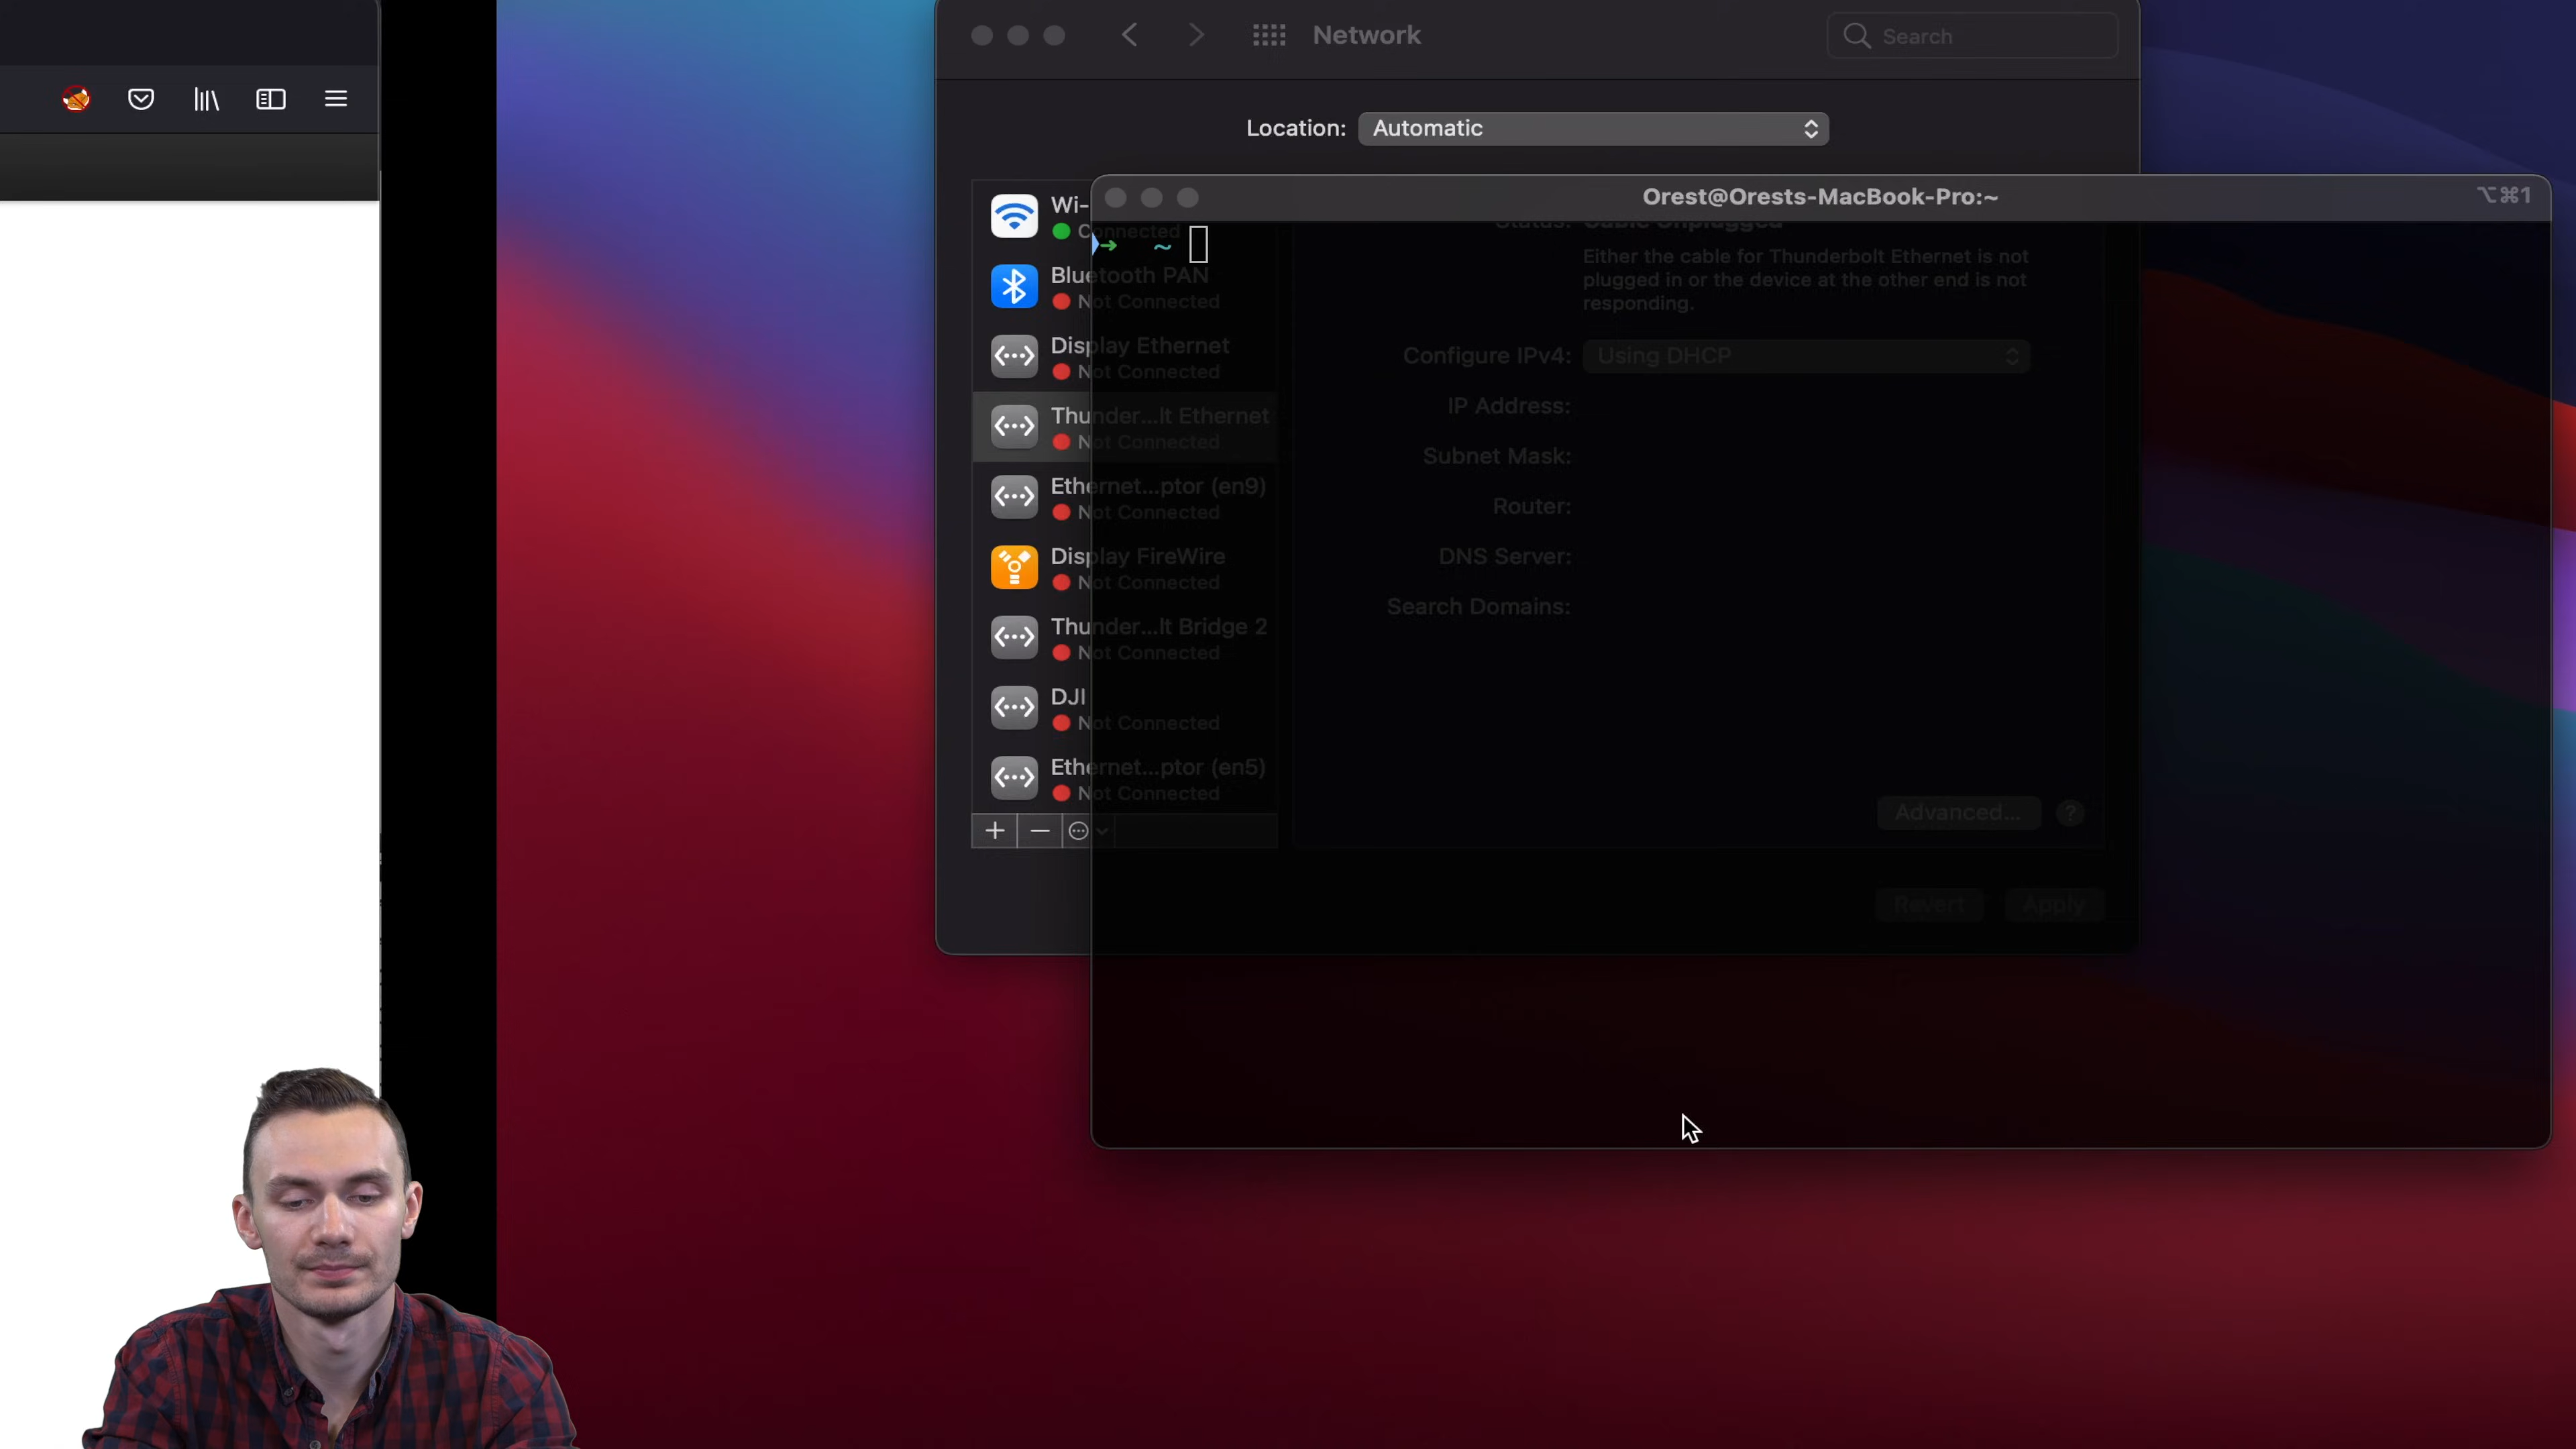 Network
Search
Location: Automatic
Orest@Orests-MacBook-Pro:~
⌥⌘1
➜ ~
Wi-
Connected
Bluetooth PAN
Not Connected
Display Ethernet
Not Connected
Thunder...lt Ethernet
Not Connected
Ethernet...ptor (en9)
Not Connected
Display FireWire
Not Connected
Thunder...lt Bridge 2
Not Connected
DJI
Not Connected
Ethernet...ptor (en5)
Not Connected
Status: Cable Unplugged
Either the cable for Thunderbolt Ethernet is not
plugged in or the device at the other end is not
responding.
Configure IPv4: Using DHCP
IP Address:
Subnet Mask:
Router:
DNS Server:
Search Domains:
Advanced... ?
Revert Apply